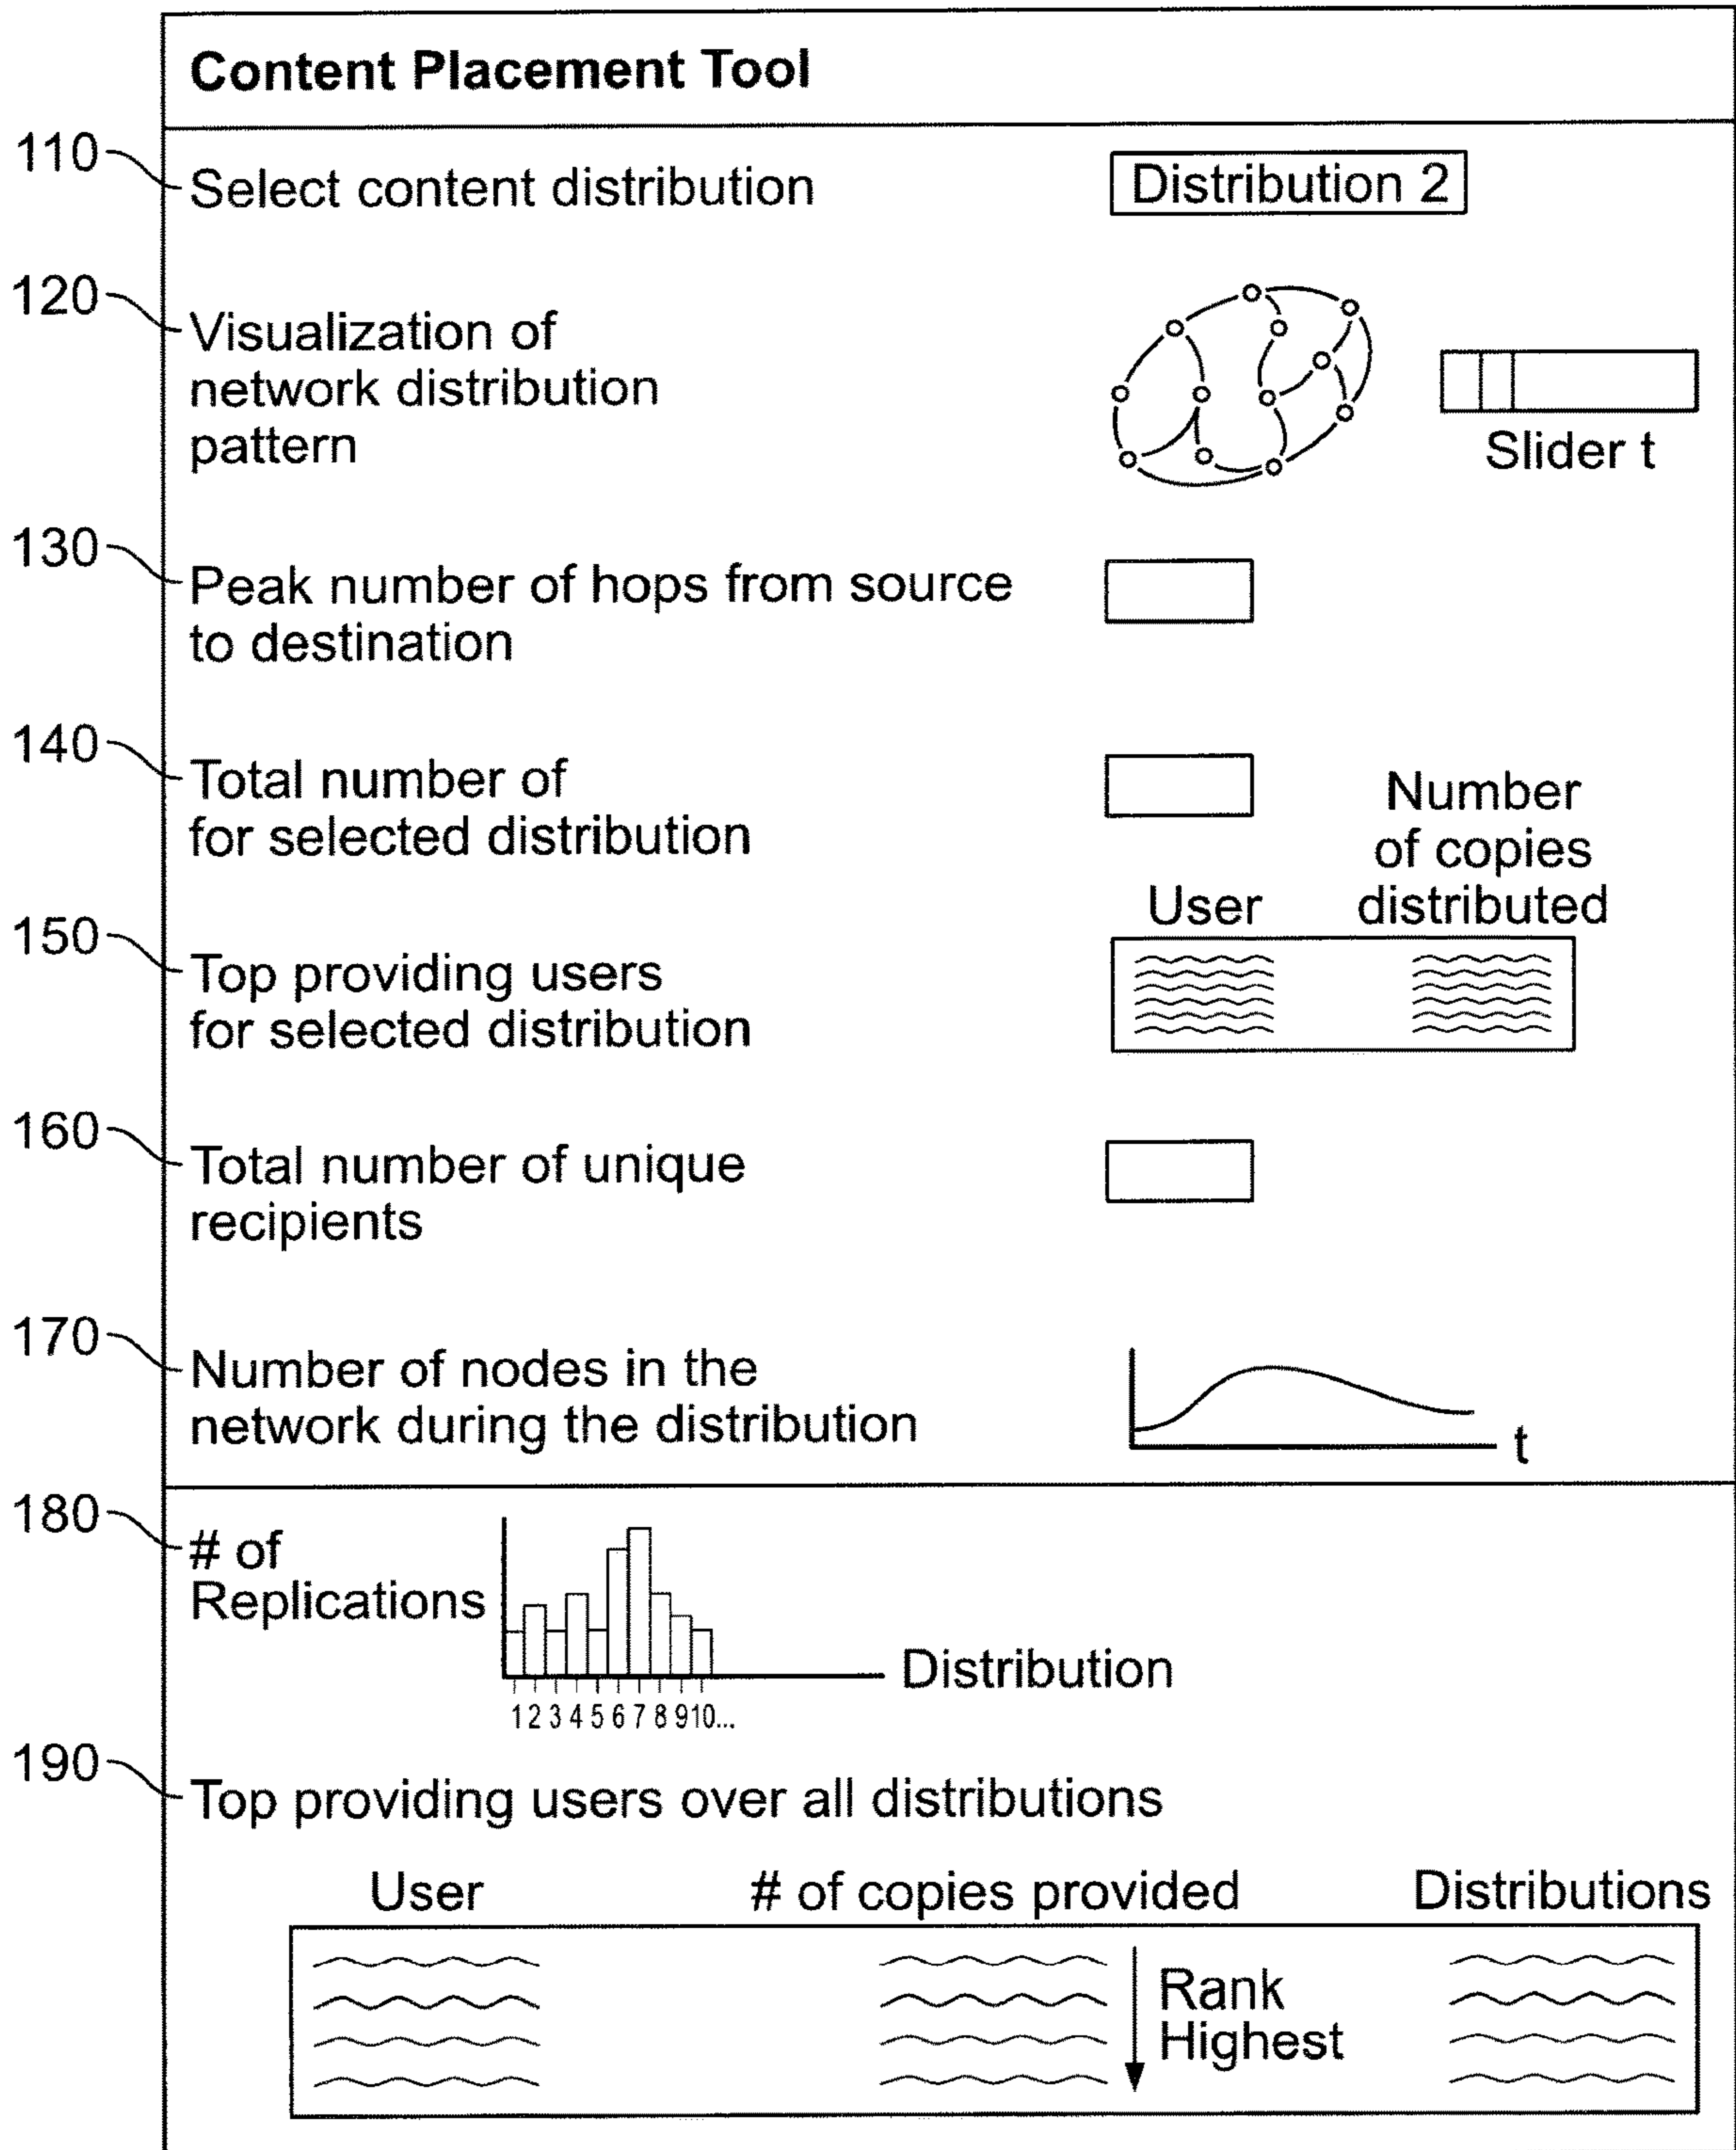 Content Placement Tool
110
Select content distribution
Distribution 2
120
Visualization of
network distribution
pattern
Slider t
130
Peak number of hops from source
to destination
140
Total number of
for selected distribution
Number
of copies
distributed
User
150
Top providing users
for selected distribution
160
Total number of unique
recipients
170
Number of nodes in the
network during the distribution
t
180
# of
Replications
Distribution
1 2 3 4 5 6 7 8 9 10...
190
Top providing users over all distributions
User # of copies provided Distributions
Rank
Highest